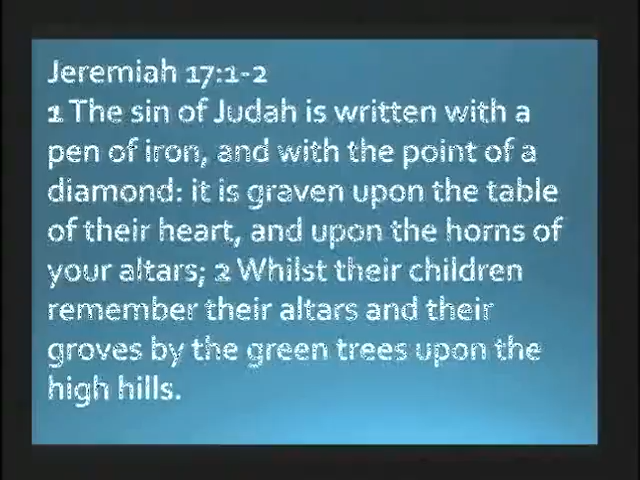 Jeremiah 17:1-2
1 The sin of Judah is written with a
pen of iron, and with the point of a
diamond: it is graven upon the table
of their heart, and upon the horns of
your altars; 2 Whilst their children
remember their altars and their
groves by the green trees upon the
high hills.